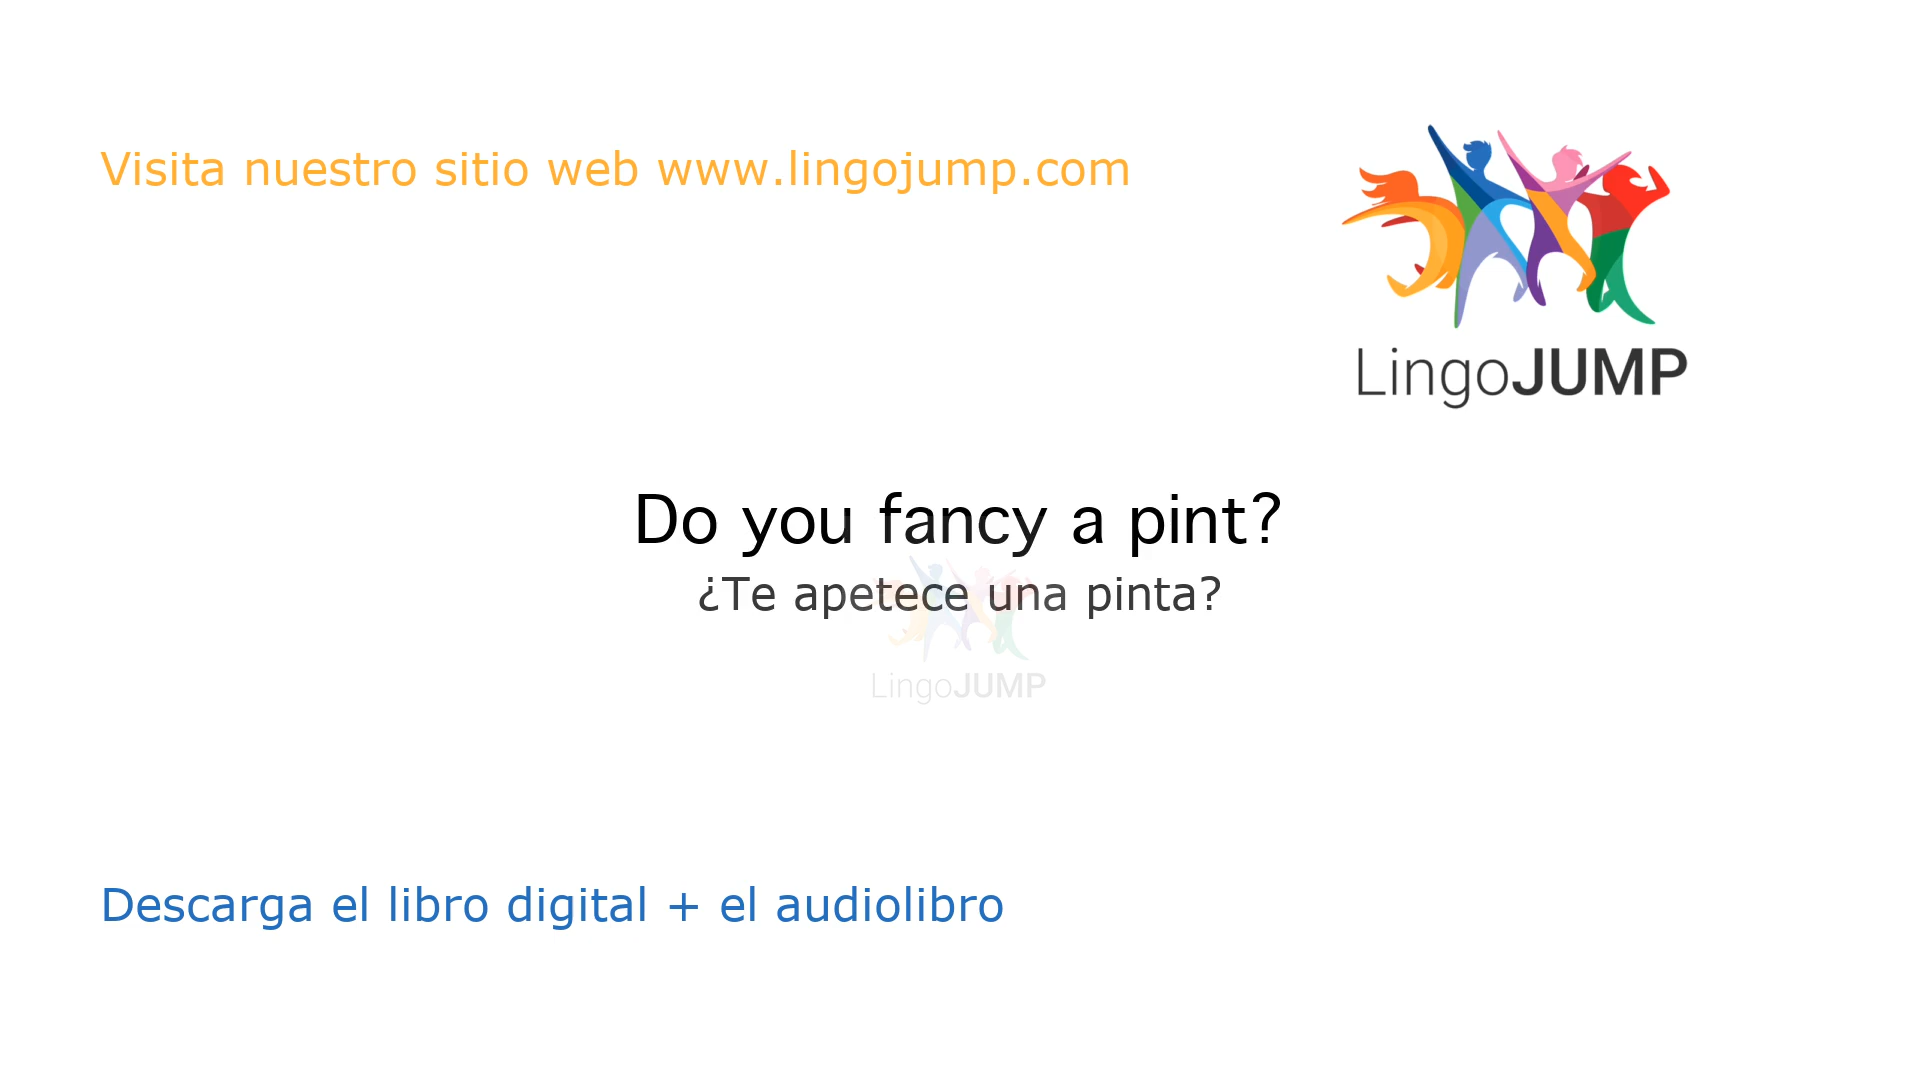 Visita nuestro sitio web www.lingojump.com
LingoJUMP
Do you fancy a pint?
¿Te apetece una pinta?
LingoJUMP
Descarga el libro digital + el audiolibro